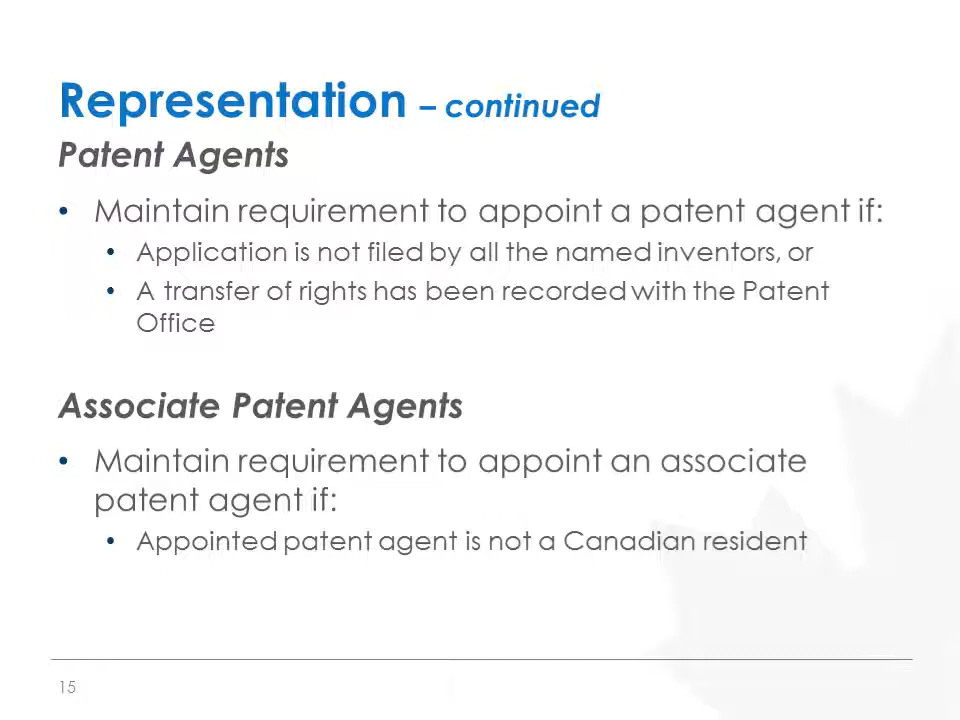 Representation – continued
Patent Agents
• Maintain requirement to appoint a patent agent if:
• Application is not filed by all the named inventors, or
• A transfer of rights has been recorded with the Patent
Office
Associate Patent Agents
• Maintain requirement to appoint an associate
patent agent if:
• Appointed patent agent is not a Canadian resident
15